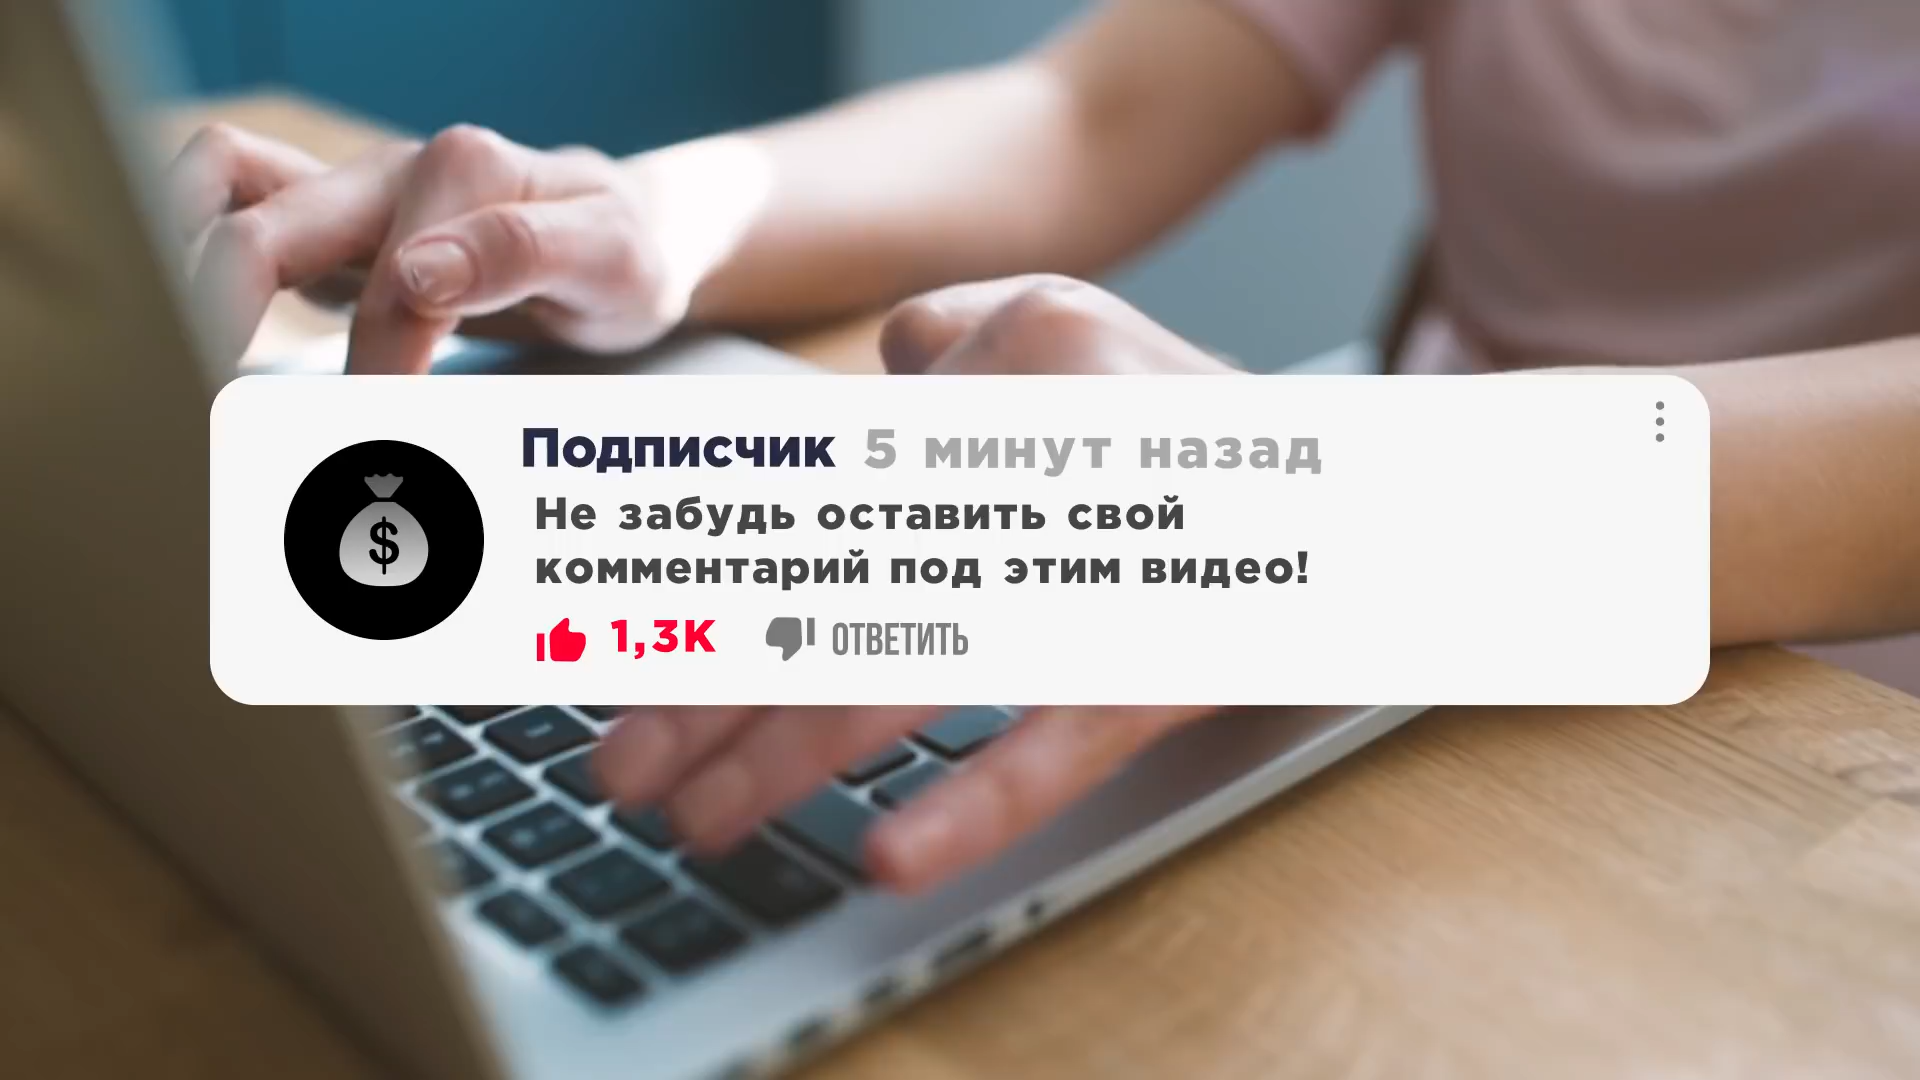 Подписчик 5 минут назад
Не забудь оставить свой
комментарий под этим видео!
1,3К ОТВЕТИТЬ
$